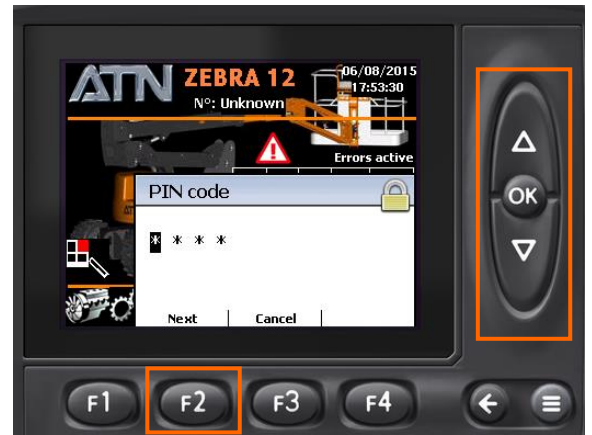 ATN ZEBRA 12
06/08/2015
17:53:30
N°: Unknown
Errors active
PIN code
* * * *
Next Cancel
OK
F1 F2 F3 F4